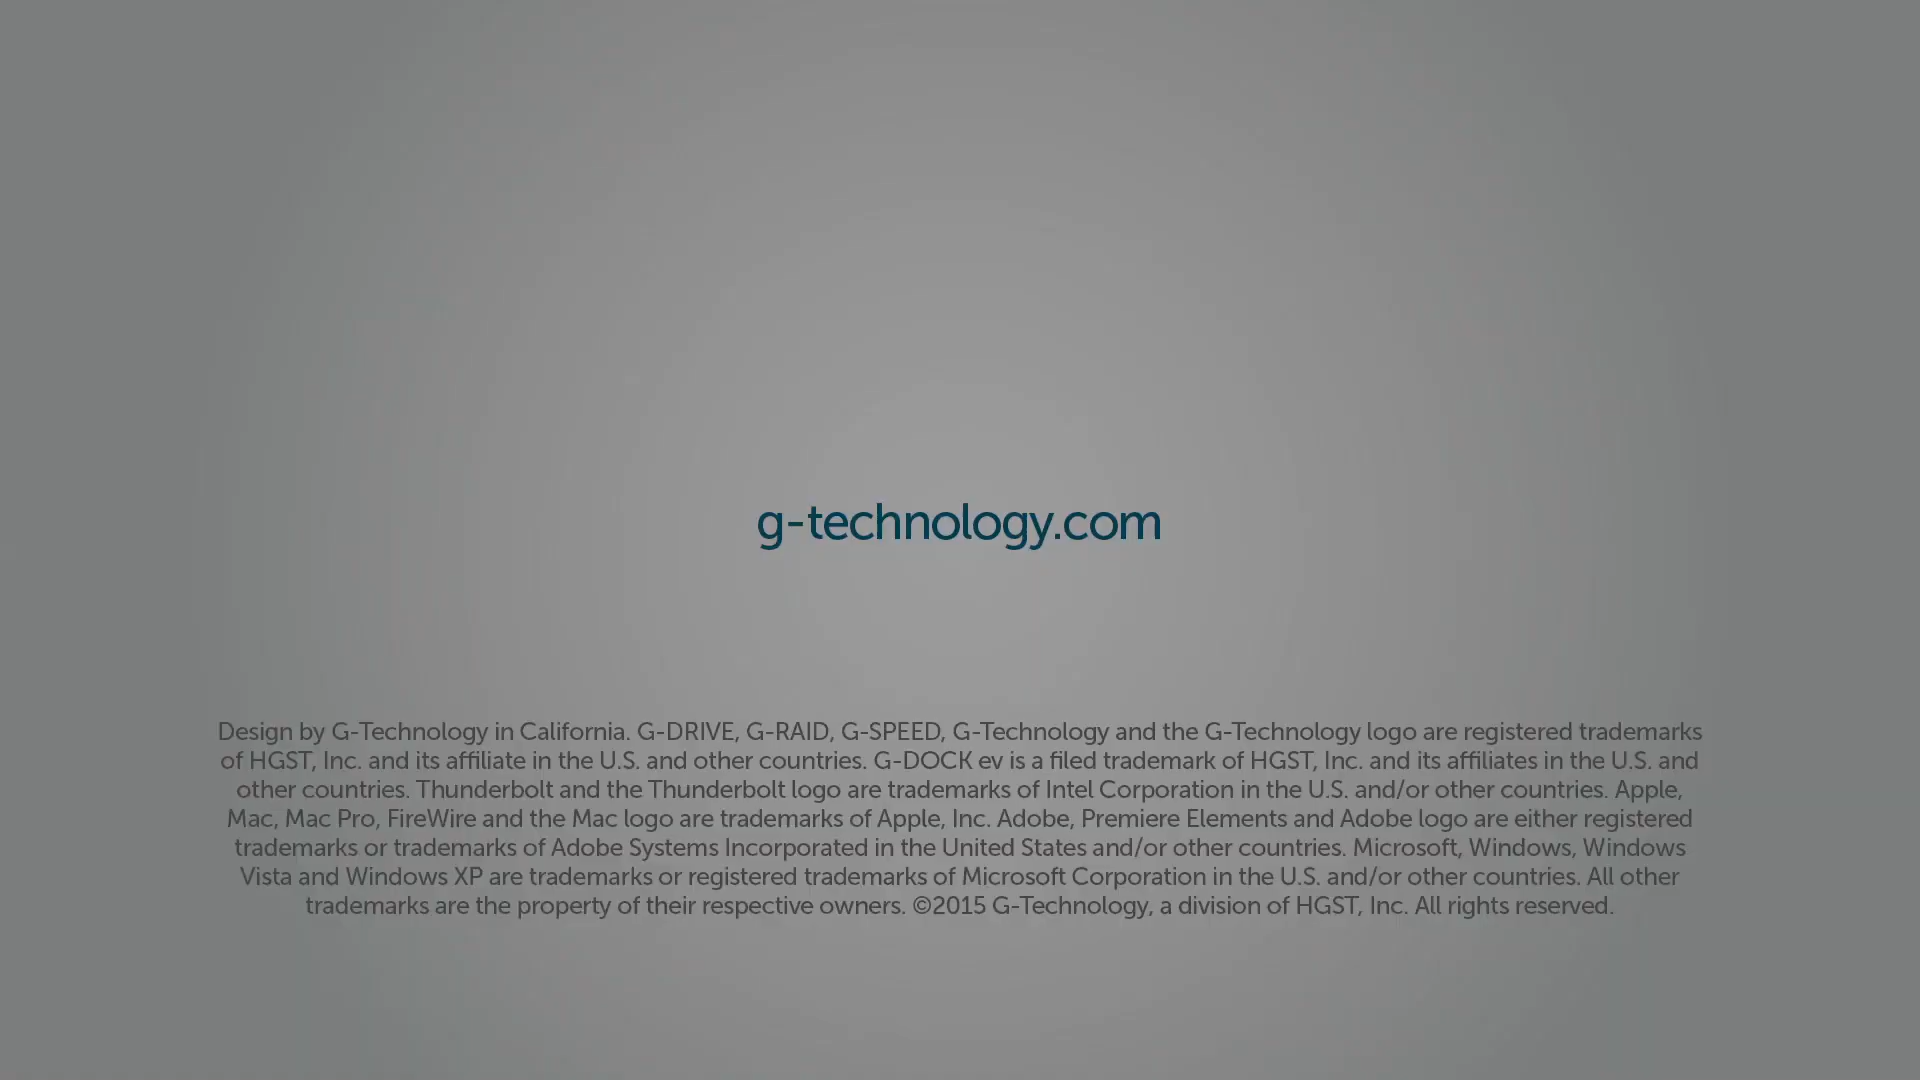 g-technology.com
Design by G-Technology in California. G-DRIVE, G-RAID, G-SPEED, G-Technology and the G-Technology logo are registered trademarks
of HGST, Inc. and its affiliate in the U.S. and other countries. G-DOCK ev is a filed trademark of HGST, Inc. and its affiliates in the U.S. and
other countries. Thunderbolt and the Thunderbolt logo are trademarks of Intel Corporation in the U.S. and/or other countries. Apple,
Mac, Mac Pro, FireWire and the Mac logo are trademarks of Apple, Inc. Adobe, Premiere Elements and Adobe logo are either registered
trademarks or trademarks of Adobe Systems Incorporated in the United States and/or other countries. Microsoft, Windows, Windows
Vista and Windows XP are trademarks or registered trademarks of Microsoft Corporation in the U.S. and/or other countries. All other
trademarks are the property of their respective owners. ©2015 G-Technology, a division of HGST, Inc. All rights reserved.